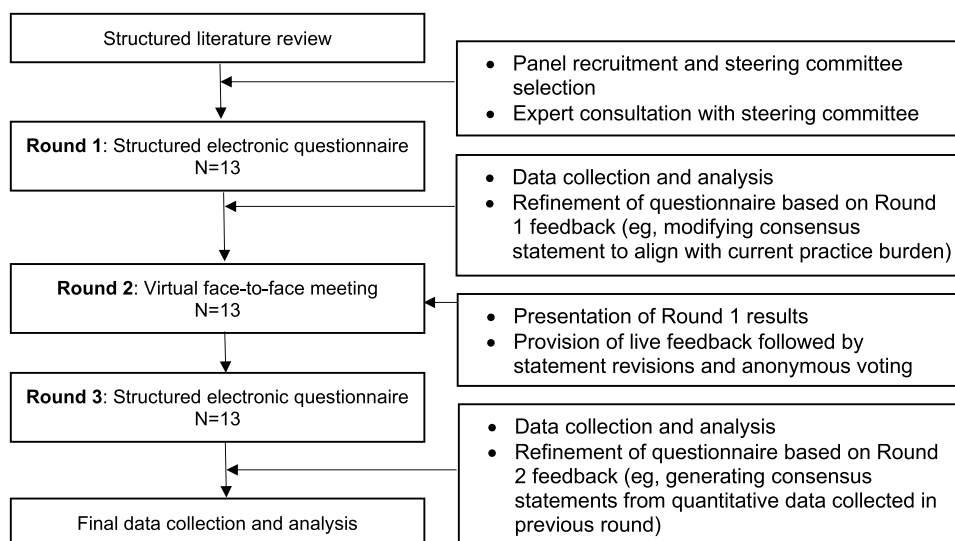 Structured literature review
• Panel recruitment and steering committee
selection
• Expert consultation with steering committee
Round 1: Structured electronic questionnaire
N=13
• Data collection and analysis
• Refinement of questionnaire based on Round
1 feedback (eg, modifying consensus
statement to align with current practice burden)
Round 2: Virtual face-to-face meeting
N=13
• Presentation of Round 1 results
• Provision of live feedback followed by
statement revisions and anonymous voting
Round 3: Structured electronic questionnaire
N=13
• Data collection and analysis
• Refinement of questionnaire based on Round
2 feedback (eg, generating consensus
statements from quantitative data collected in
previous round)
Final data collection and analysis